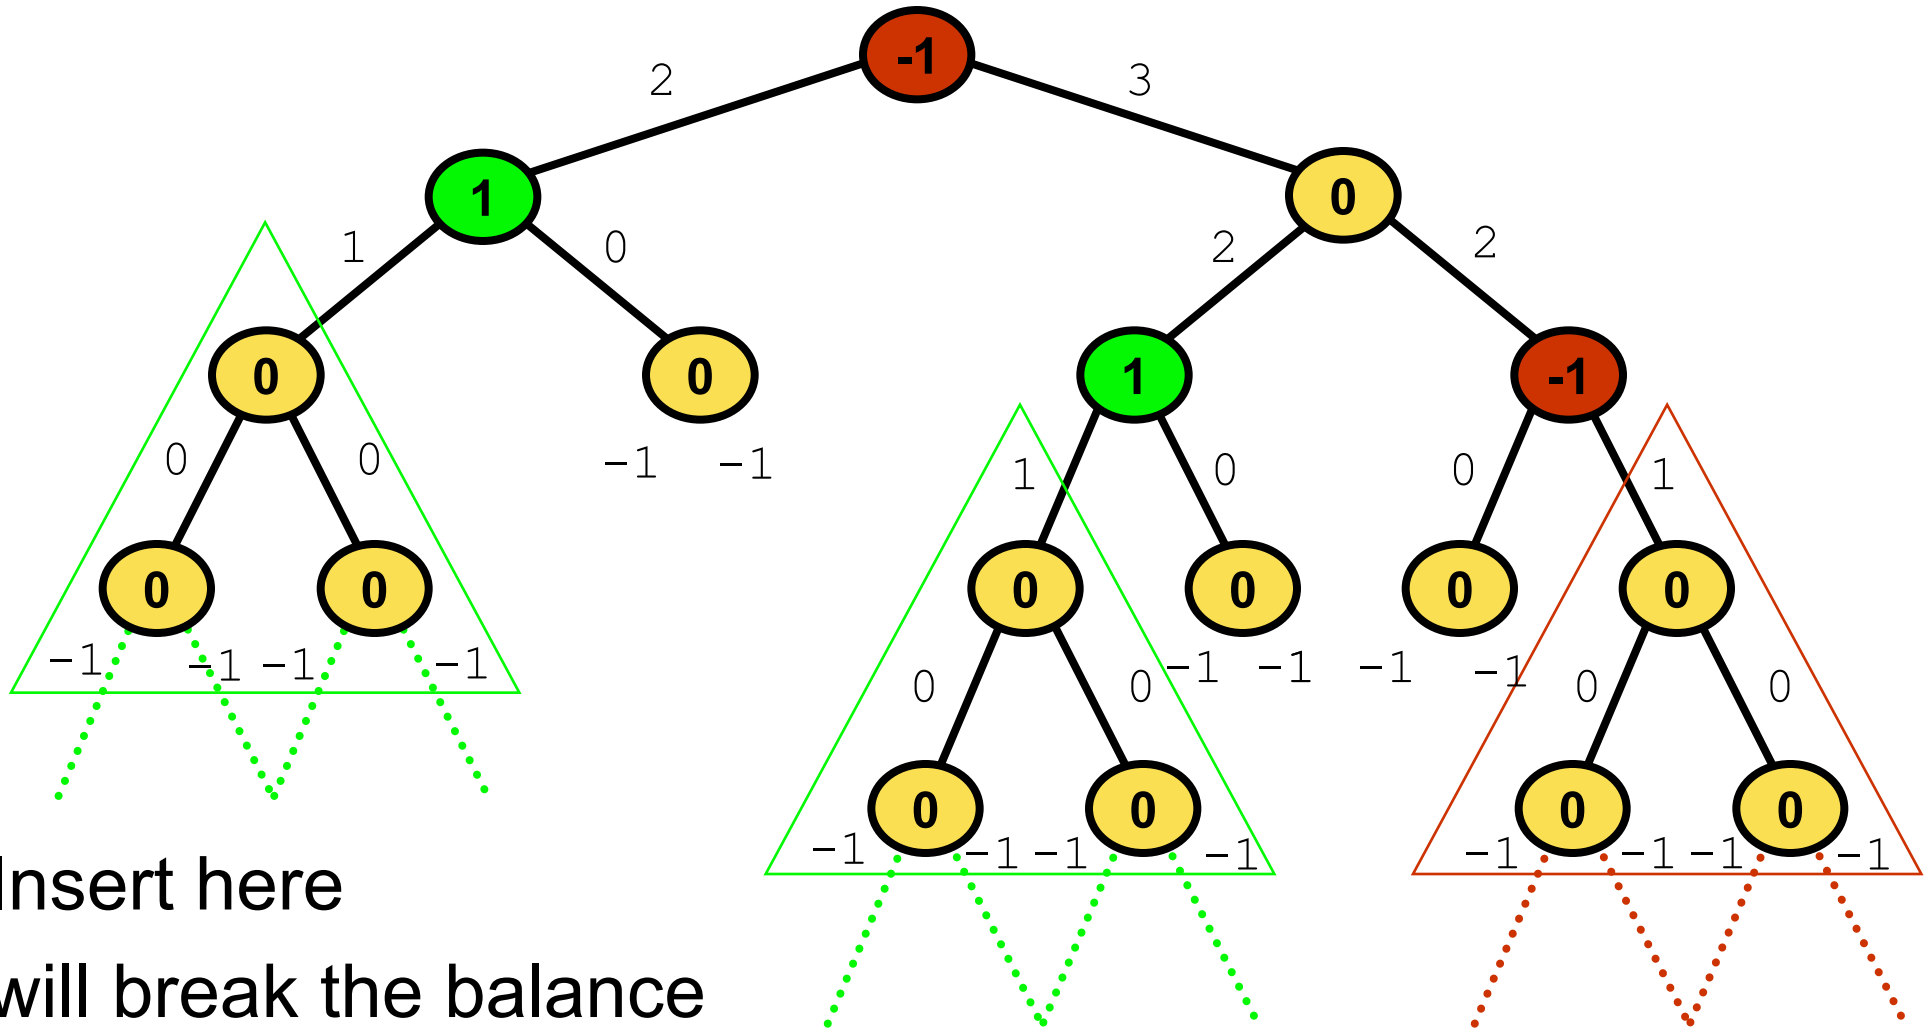 -1
2 3
1 0
1 0 2 2
0 0 1 -1
0 0 -1 -1 1 0 0 1
0 0 0 0 0 0
-1 -1 -1 -1 0 0 -1 -1 -1 -1 0 0
0 0 0 0
-1 -1 -1 -1 -1 -1 -1 -1
Insert here
will break the balance